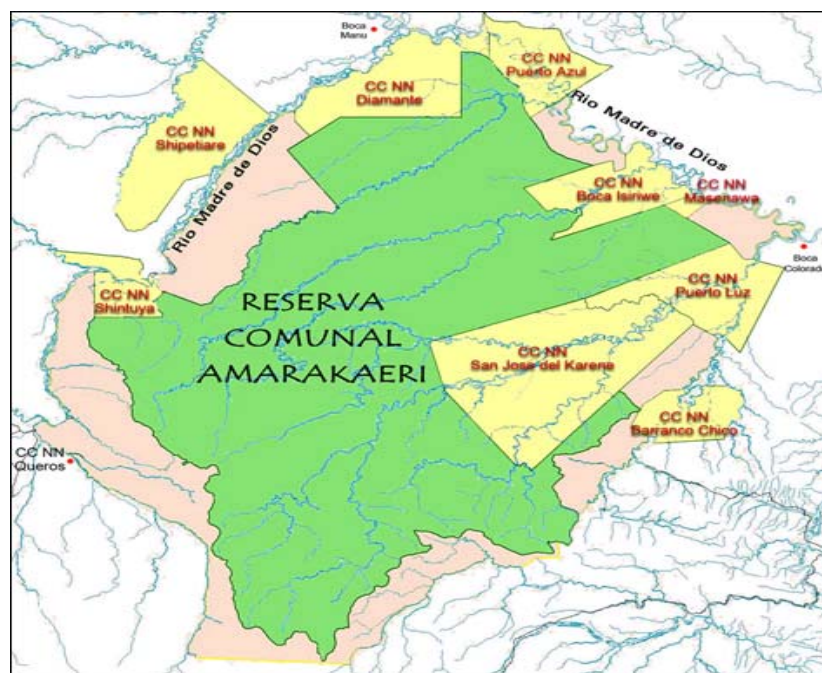 Boca
Manu
CC NN
Puerto Azul
CC NN
Diamante
CC NN
Shipetiare
Rio Madre de Dios
Rio Madre de Dios
CC NN
Boca Isiriwe
CC NN
Masenawa
Boca
Colorado
CC NN
Puerto Luz
CC NN
Shintuya
RESERVA
COMUNAL
AMARAKAERI
CC NN
San Jose del Karene
CC NN
Barranco Chico
CC NN
Queros